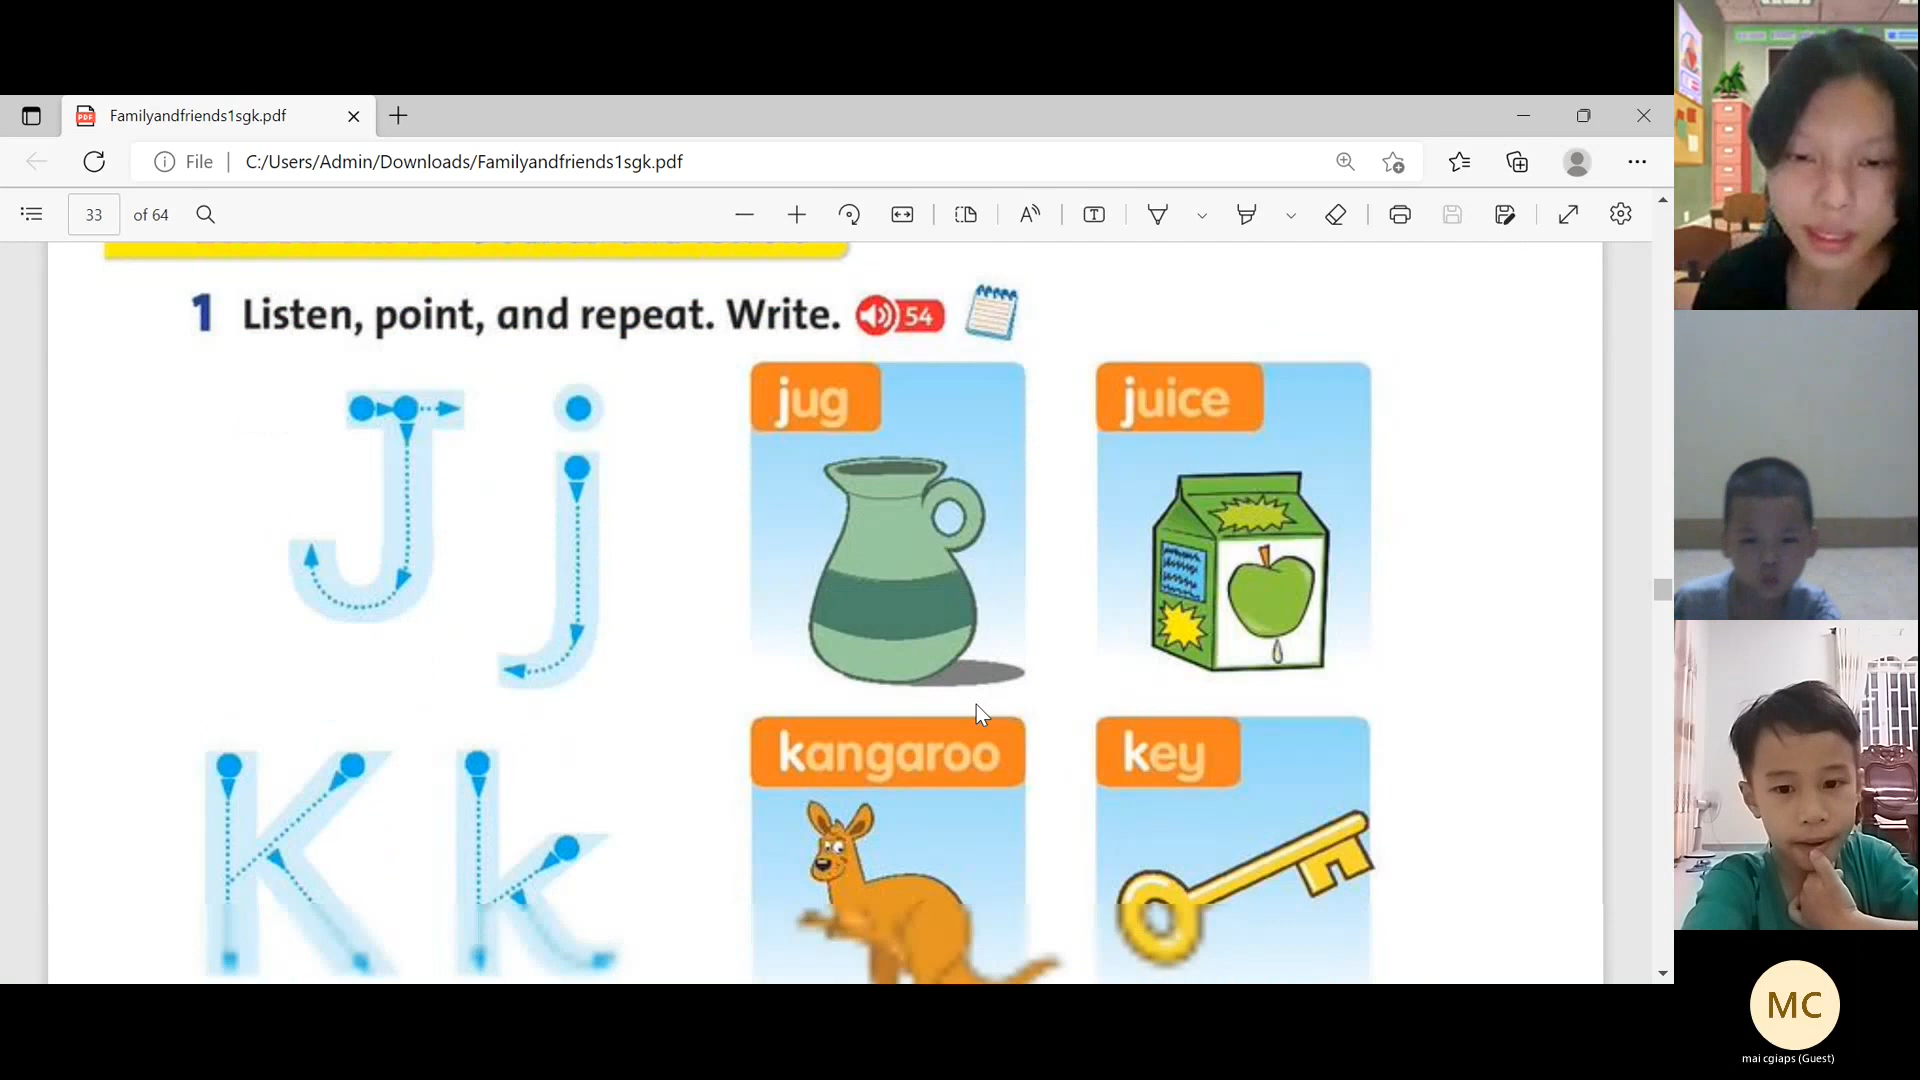 Familyandfriends1sgk.pdf
File
C:/Users/Admin/Downloads/Familyandfriends1sgk.pdf
33 of 64
1 Listen, point, and repeat. Write. 54
J j
jug
juice
K k
kangaroo
key
MC
mai cgiaps (Guest)